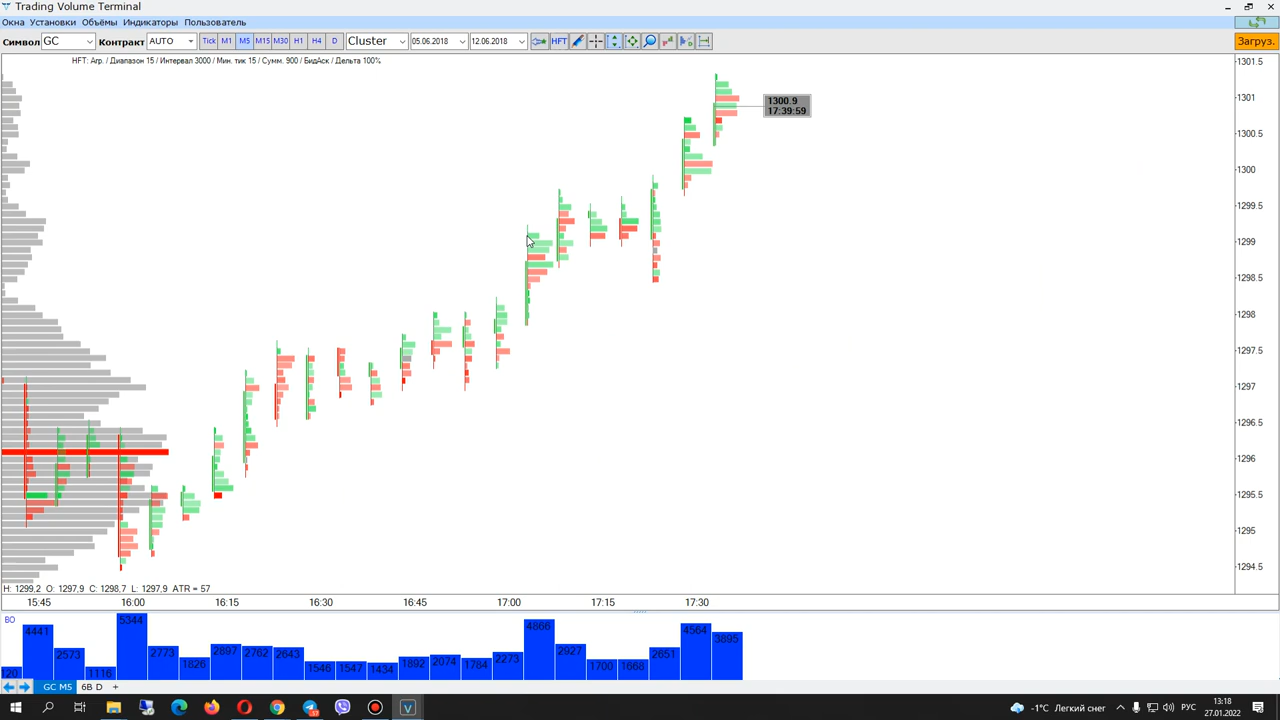 Trading Volume Terminal
Окна Установки Объёмы Индикаторы Пользователь
Символ GC Контракт AUTO Tick M1 M5 M15 M30 H1 H4 D Cluster 05.06.2018 12.06.2018 HFT Загруз.
HFT: Агр. / Диапазон 15 / Интервал 3000 / Мин. тик 15 / Сумм. 900 / БидАск / Дельта 100%
1301.5
1301
1300.5
1300
1299.5
1299
1298.5
1298
1297.5
1297
1296.5
1296
1295.5
1295
1294.5
1300.9
17:39:59
H: 1299,2 O: 1297,9 C: 1298,7 L: 1297,9 ATR = 57
15:45 16:00 16:15 16:30 16:45 17:00 17:15 17:30
BO
120 4441 2573 1116 5344 2773 1826 2897 2762 2643 1546 1547 1434 1892 2074 1784 2273 4866 2927 1700 1668 2651 4564 3895
GC M5 6B D +
-1°C Легкий снег РУС 13:18
27.01.2022